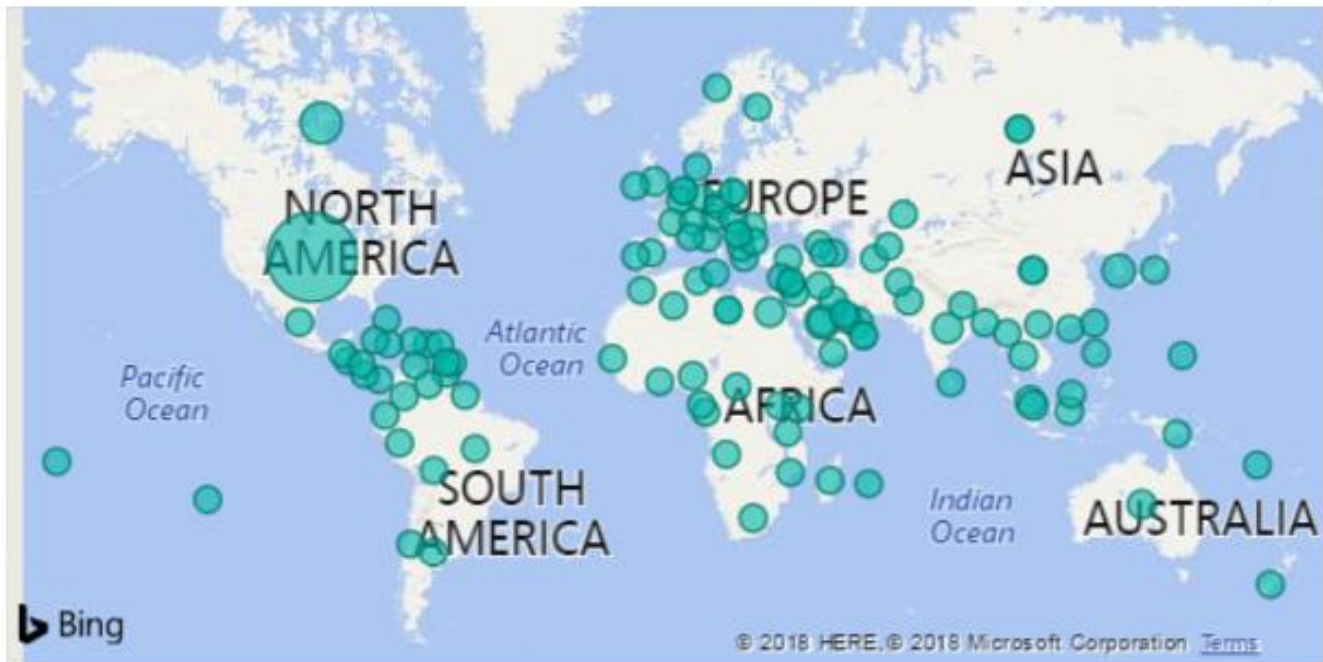 ASIA
EUROPE
NORTH
AMERICA
Atlantic
Ocean
Pacific
Ocean
AFRICA
SOUTH
AMERICA
Indian
Ocean
AUSTRALIA
Bing
© 2018 HERE,© 2018 Microsoft Corporation Terms